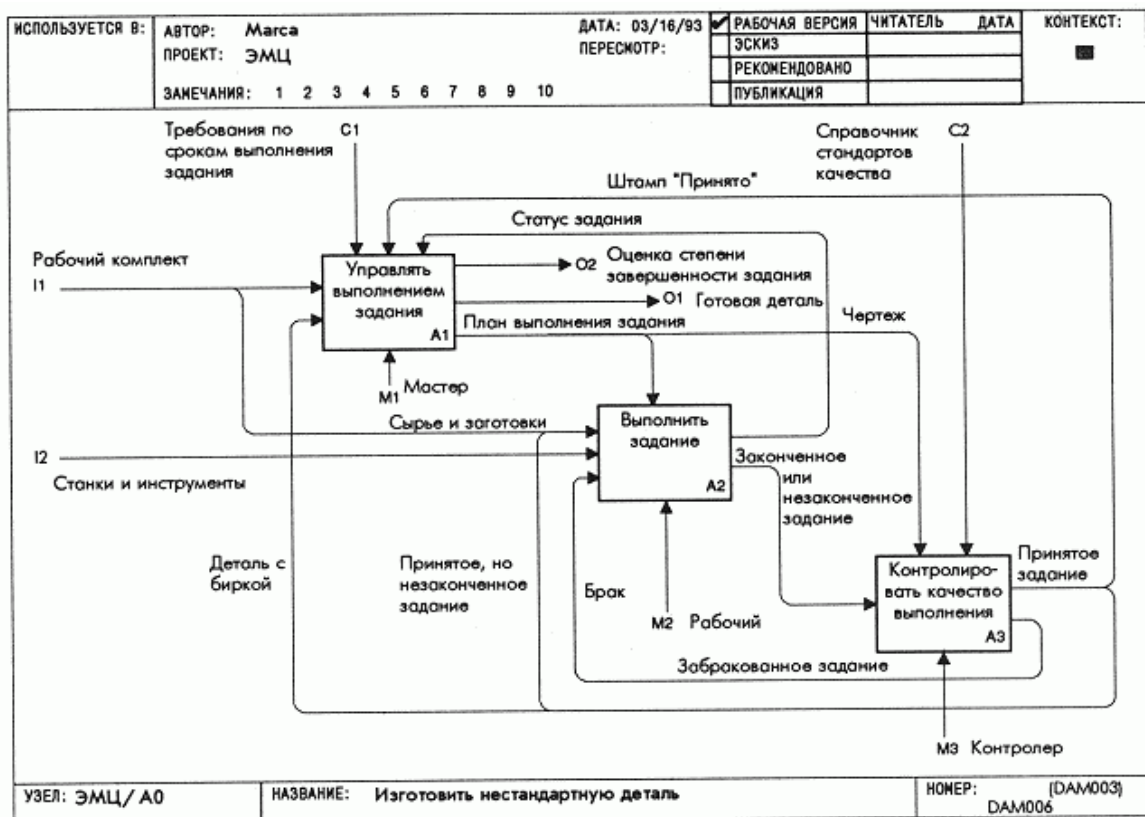 ИСПОЛЬЗУЕТСЯ В:
АВТОР: Marca
ДАТА: 03/16/93
ПРОЕКТ: ЭМЦ
ПЕРЕСМОТР:
ЗАМЕЧАНИЯ: 1 2 3 4 5 6 7 8 9 10
РАБОЧАЯ ВЕРСИЯ
ЧИТАТЕЛЬ ДАТА
ЭСКИЗ
РЕКОМЕНДОВАНО
ПУБЛИКАЦИЯ
КОНТЕКСТ:
Требования по
срокам выполнения
задания
C1
Справочник
стандартов
качества
C2
Штамп "Принято"
Статус задания
Рабочий комплект
I1
Управлять
выполнением
задания
A1
O2 Оценка степени
завершенности задания
O1 Готовая деталь
План выполнения задания
Чертеж
M1 Мастер
Сырье и заготовки
Выполнить
задание
A2
I2
Станки и инструменты
Законченное
или
незаконченное
задание
Деталь с
биркой
Принятое, но
незаконченное
задание
Брак
Контролиро-
вать качество
выполнения
A3
Принятое
задание
M2 Рабочий
Забракованное задание
M3 Контролер
УЗЕЛ: ЭМЦ/ A0
НАЗВАНИЕ: Изготовить нестандартную деталь
НОМЕР: (DAM003)
DAM006